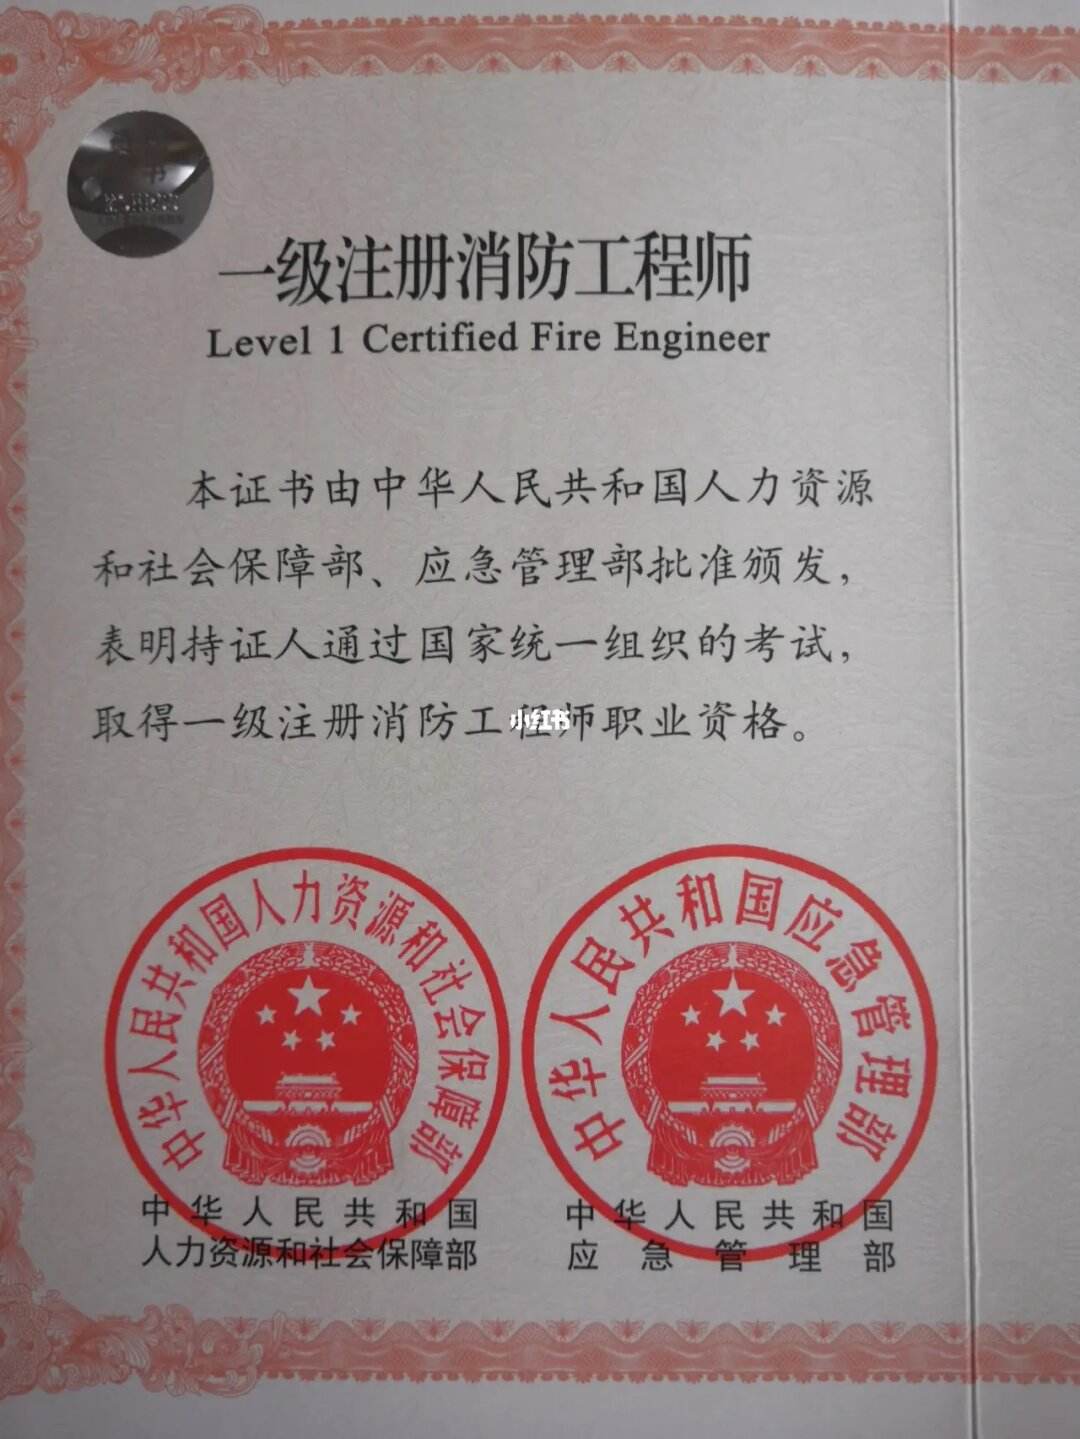 一级注册消防工程师
Level 1 Certified Fire Engineer
本证书由中华人民共和国人力资源
和社会保障部、应急管理部批准颁发，
表明持证人通过国家统一组织的考试，
取得一级注册消防工程师职业资格。
小红书
中华人民共和国人力资源和社会保障部
中华人民共和国应急管理部
中华人民共和国
人力资源和社会保障部
中华人民共和国
应急管理部